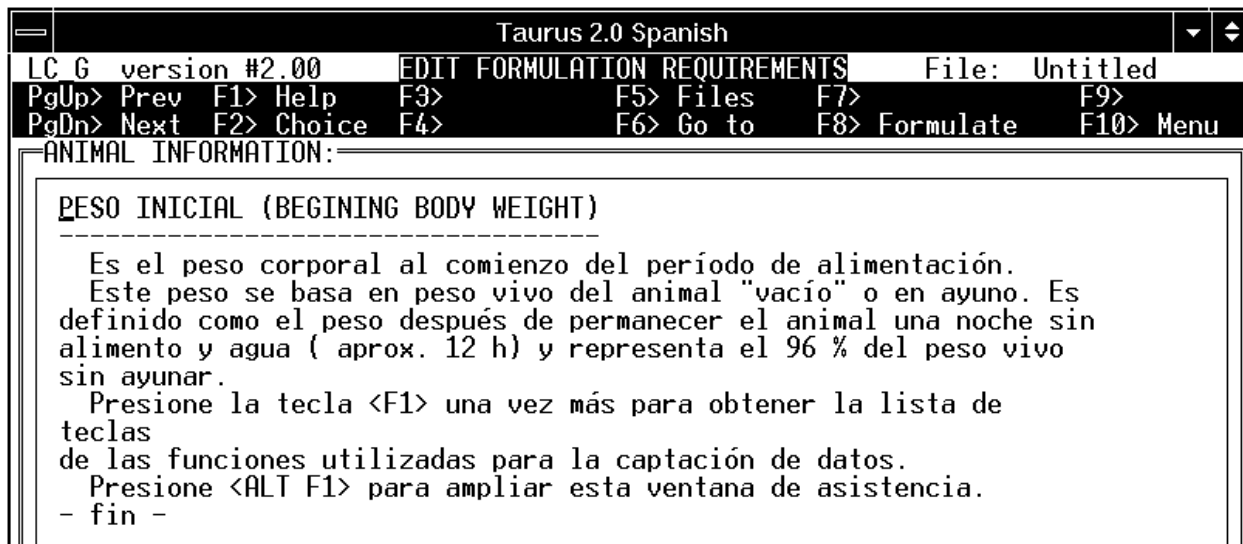 Taurus 2.0 Spanish
LC_G version #2.00 EDIT FORMULATION REQUIREMENTS File: Untitled
PgUp> Prev F1> Help F3> F5> Files F7> F9>
PgDn> Next F2> Choice F4> F6> Go to F8> Formulate F10> Menu
ANIMAL INFORMATION:
PESO INICIAL (BEGINING BODY WEIGHT)
-----------------------------------
Es el peso corporal al comienzo del período de alimentación.
Este peso se basa en peso vivo del animal "vacío" o en ayuno. Es
definido como el peso después de permanecer el animal una noche sin
alimento y agua ( aprox. 12 h) y representa el 96 % del peso vivo
sin ayunar.
Presione la tecla <F1> una vez más para obtener la lista de
teclas
de las funciones utilizadas para la captación de datos.
Presione <ALT F1> para ampliar esta ventana de asistencia.
- fin -